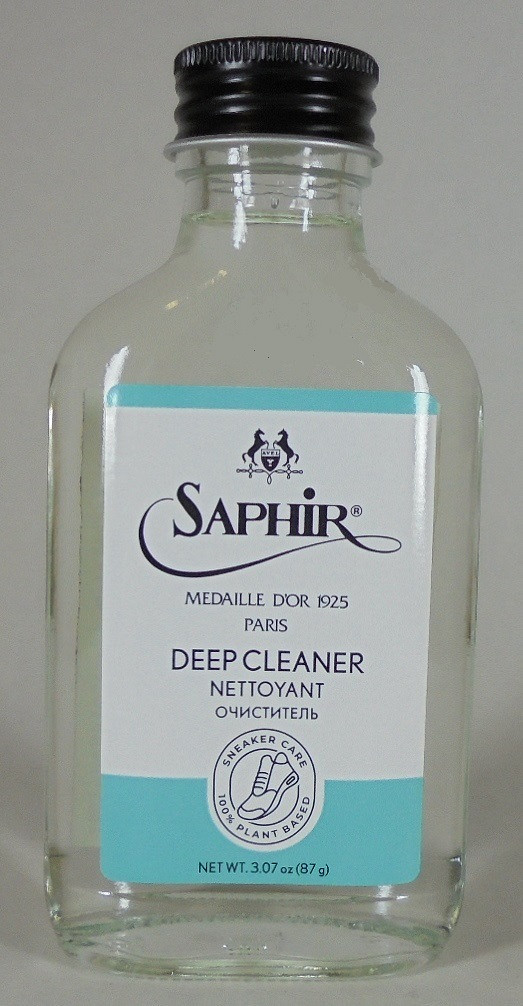 AVEL
SAPHIR®
MEDAILLE D'OR 1925
PARIS
DEEP CLEANER
NETTOYANT
ОЧИСТИТЕЛЬ
SNEAKER CARE
100% PLANT BASED
NET WT. 3.07 oz (87 g)